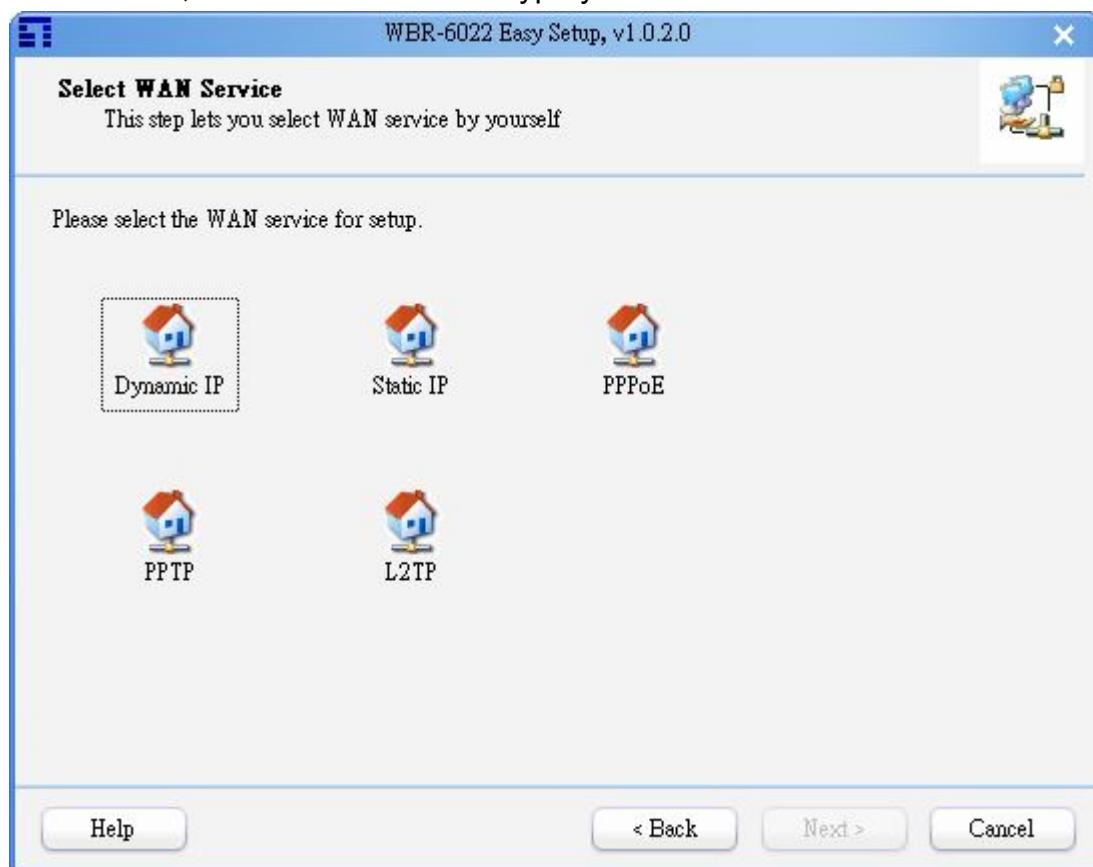 WBR-6022 Easy Setup, v1.0.2.0
Select WAN Service
This step lets you select WAN service by yourself
Please select the WAN service for setup.
Dynamic IP Static IP PPPoE
PPTP L2TP
Help < Back Next > Cancel